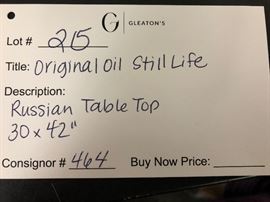 Lot # 215 G GLEATON'S
Title: Original Oil Still Life
Description:
Russian Table Top
30 x 42"
Consignor # 464 Buy Now Price: